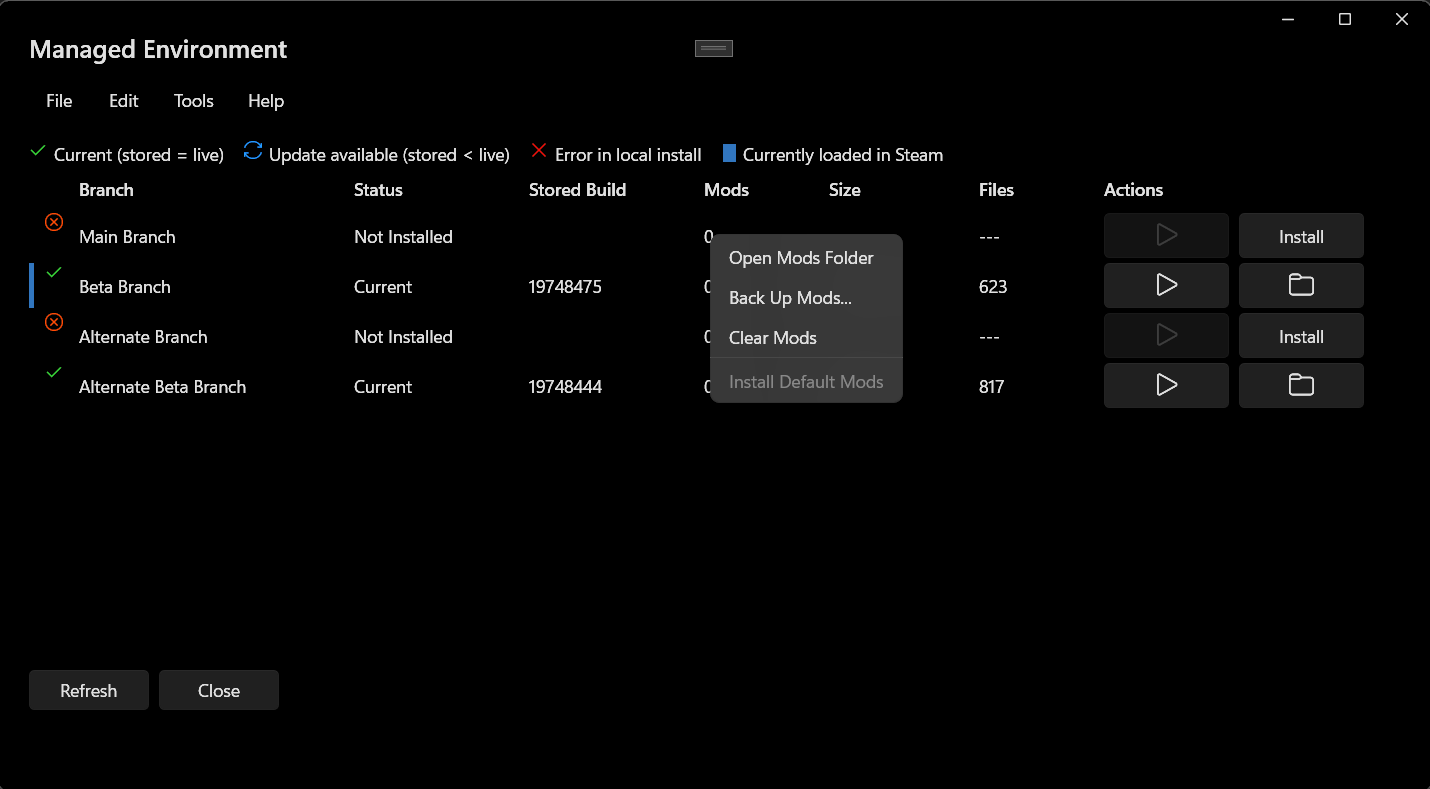 Managed Environment
File Edit Tools Help
Current (stored = live) Update available (stored < live) Error in local install Currently loaded in Steam
Branch Status Stored Build Mods Size Files Actions
Main Branch Not Installed 0 --- Install
Open Mods Folder
Beta Branch Current 19748475 0 623
Back Up Mods...
Alternate Branch Not Installed 0 --- Install
Clear Mods
Alternate Beta Branch Current 19748444 0 817
Install Default Mods
Refresh Close